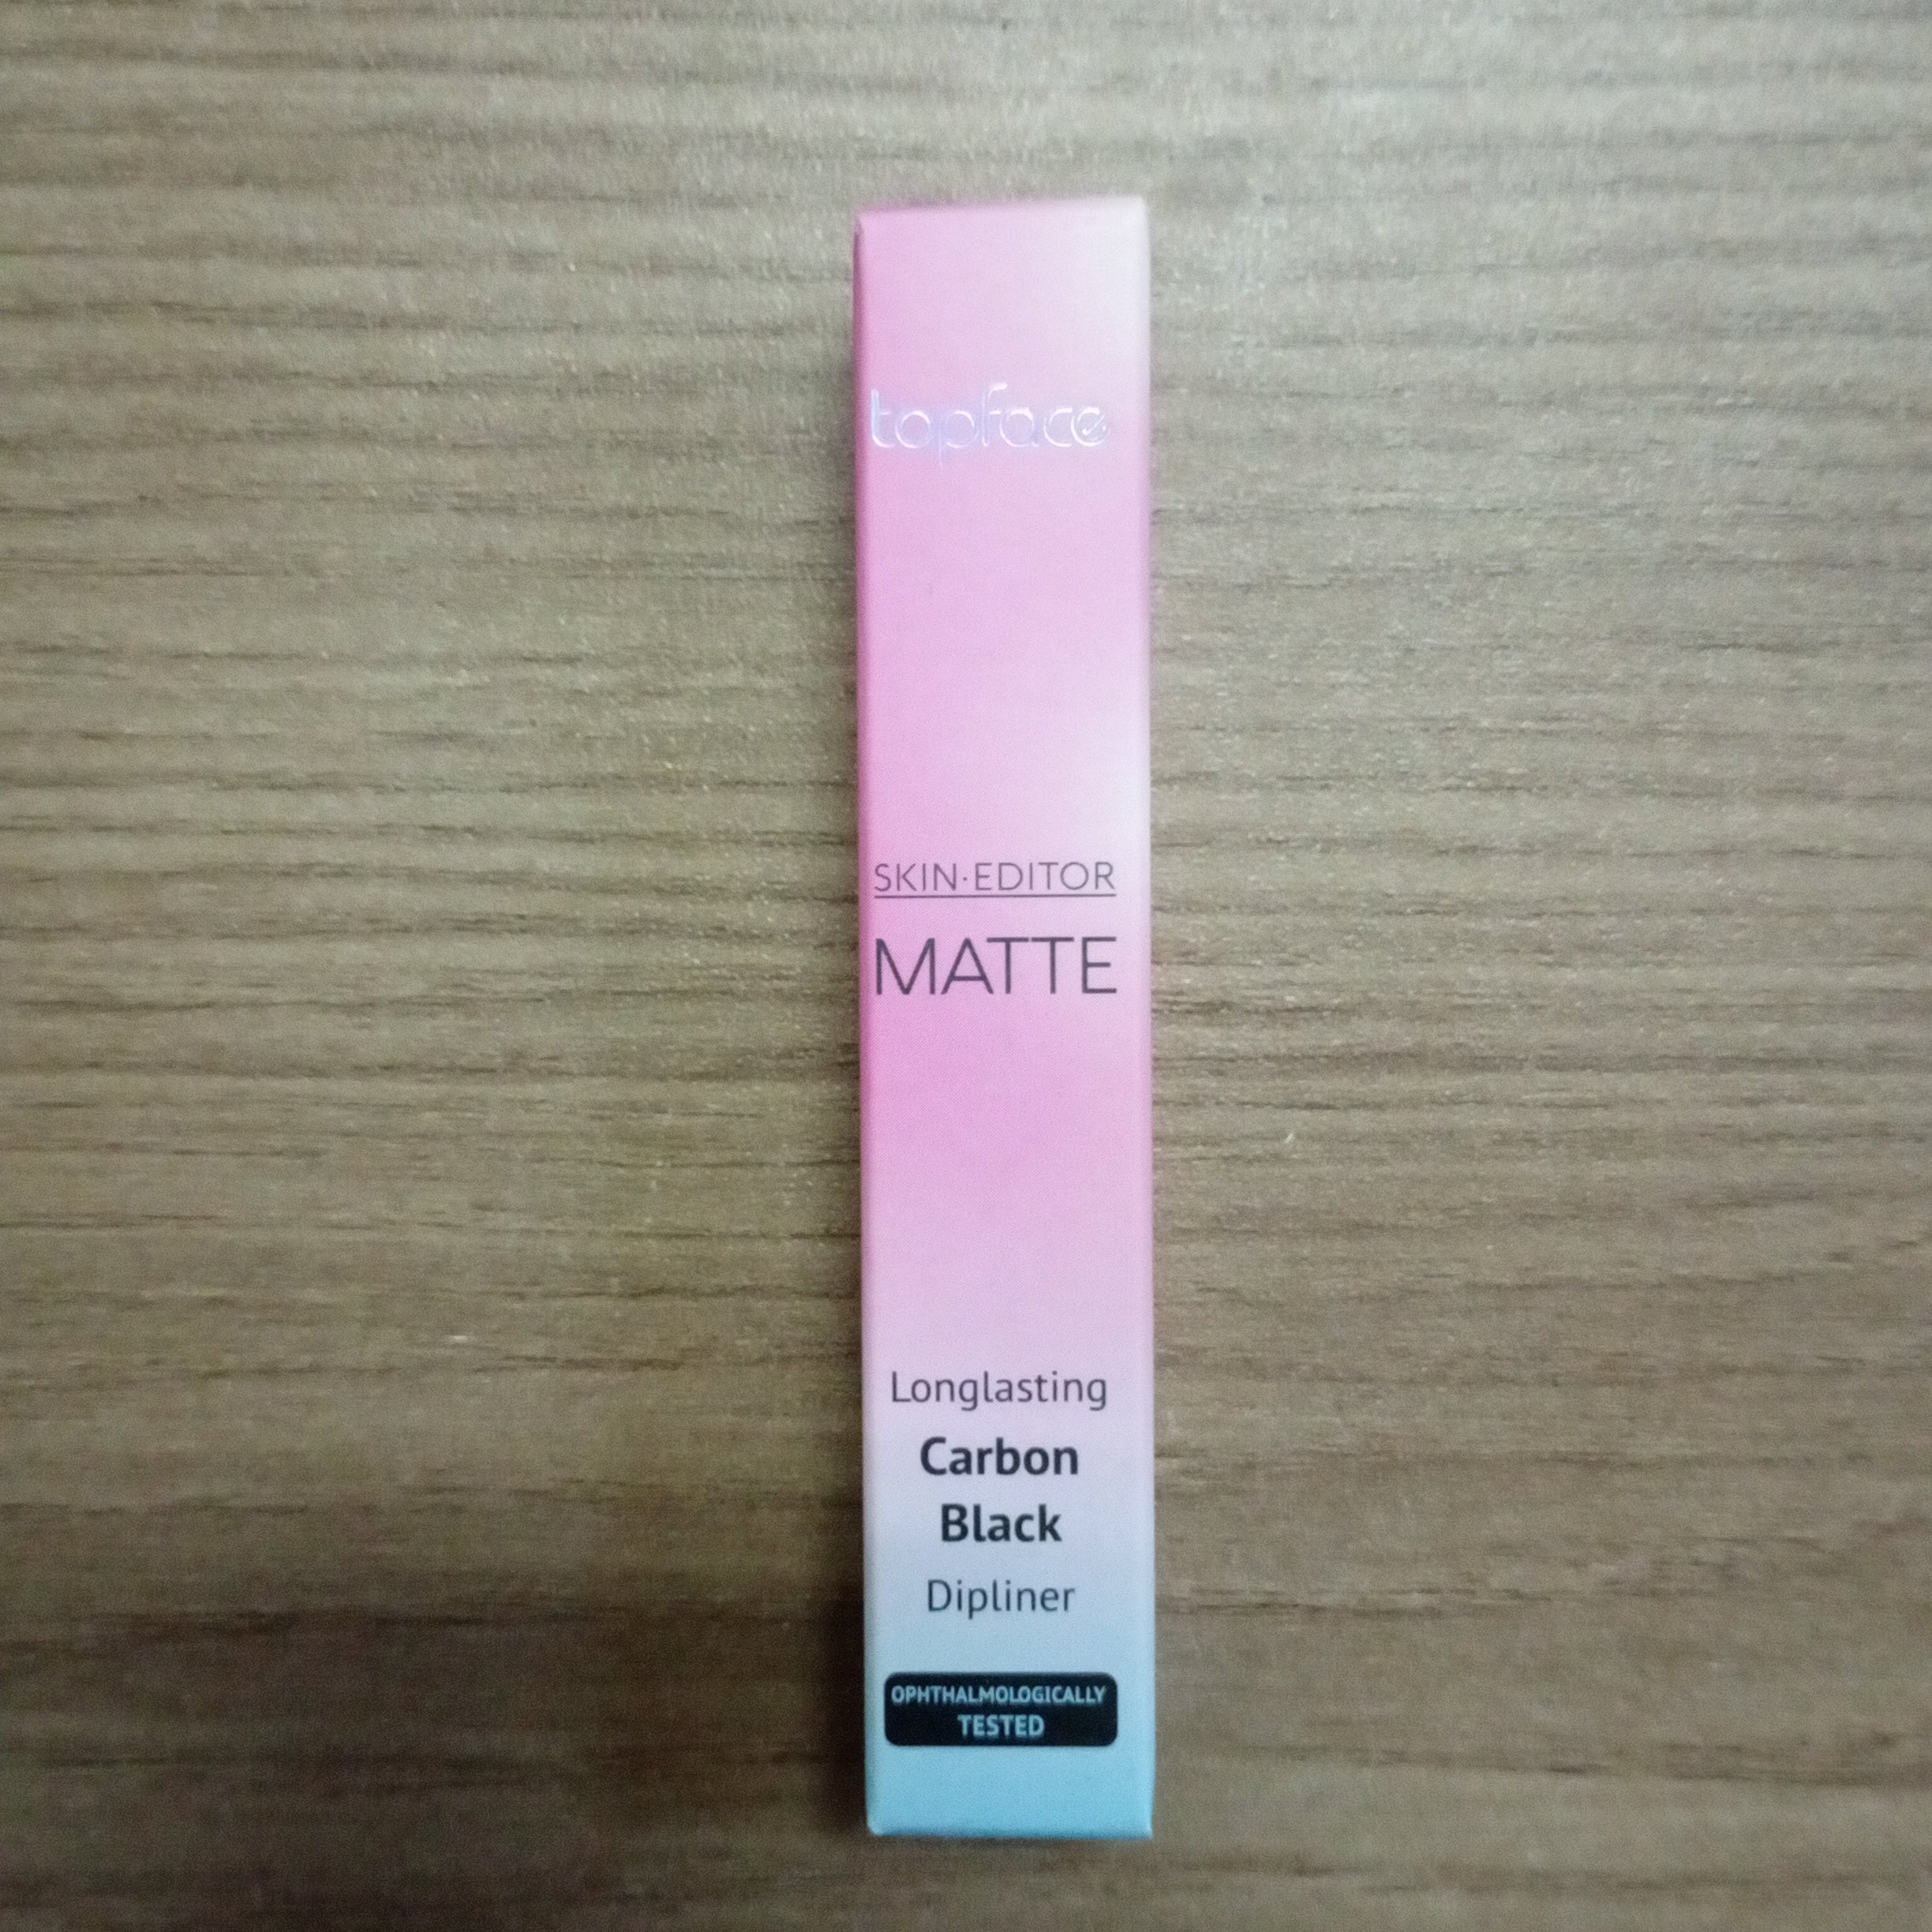 topface
SKIN·EDITOR
MATTE
Longlasting
Carbon
Black
Dipliner
OPHTHALMOLOGICALLY
TESTED